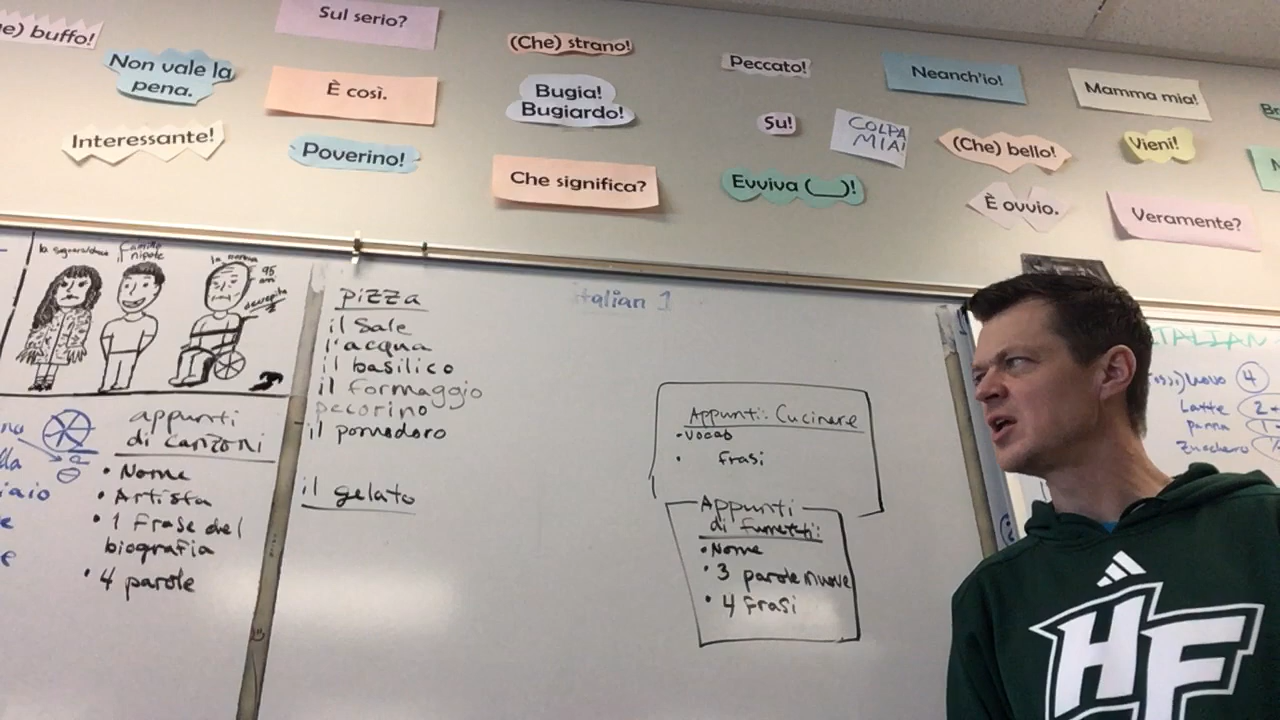 e) buffo!
Sul serio?
(Che) strano!
Peccato!
Neanch'io!
Mamma mia!
Non vale la
pena.
È così.
Bugia!
Bugiardo!
Su!
COLPA
MIA!
(Che) bello!
Vieni!
Interessante!
Poverino!
Che significa?
Evviva (__)!
È ovvio.
Veramente?
la
nipote
la nonna
95
anni
appunti
di canzoni
• Nome
• Artista
• 1 Frase del
biografia
• 4 parole
pizza
il sale
l'acqua
il basilico
il formaggio
pecorino
il pomodoro
il gelato
italian 1
Appunti: Cucinare
• Vocab
• frasi
Appunti
di fumetti:
• Nome
• 3 parole nuove
• 4 frasi
ITALIAN
uovo 4
Latte 2
panna 1
Zucchero
HF